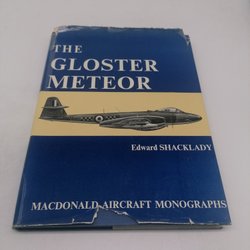 THE
GLOSTER
METEOR
Edward SHACKLADY
MACDONALD AIRCRAFT MONOGRAPHS